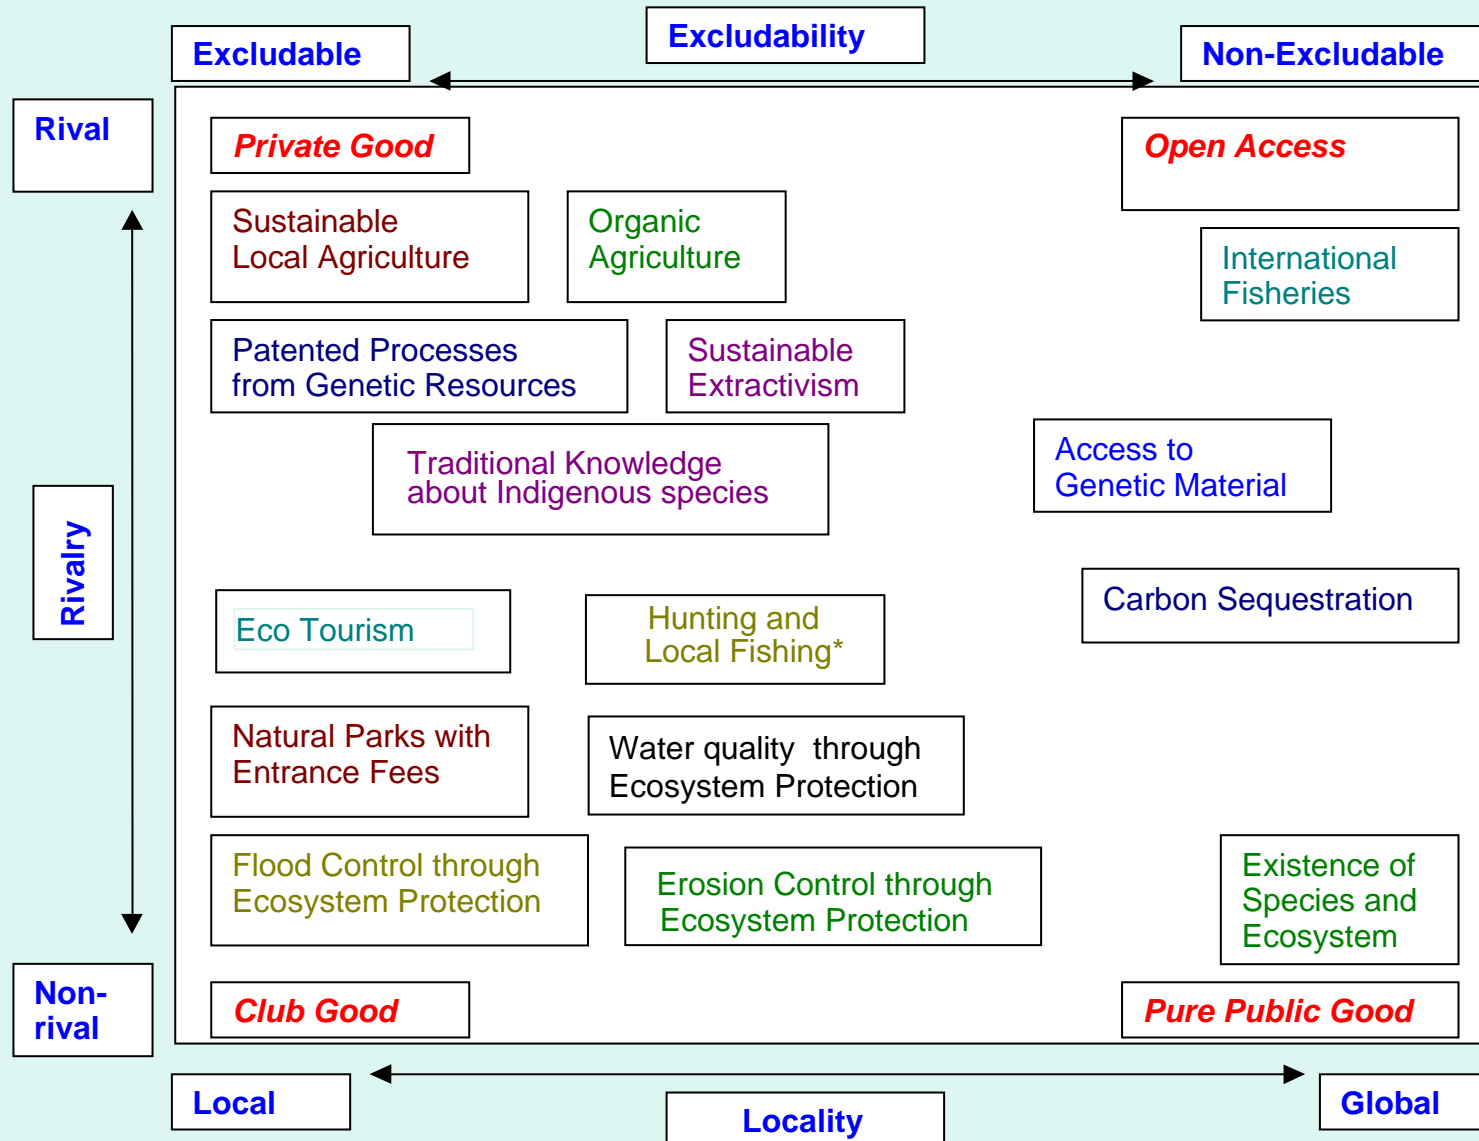 Excludability
Excludable
Non-Excludable
Rival
Private Good
Open Access
Sustainable
Local Agriculture
Organic
Agriculture
International
Fisheries
Patented Processes
from Genetic Resources
Sustainable
Extractivism
Traditional Knowledge
about Indigenous species
Access to
Genetic Material
Rivalry
Eco Tourism
Hunting and
Local Fishing*
Carbon Sequestration
Natural Parks with
Entrance Fees
Water quality through
Ecosystem Protection
Flood Control through
Ecosystem Protection
Erosion Control through
Ecosystem Protection
Existence of
Species and
Ecosystem
Non-
rival
Club Good
Pure Public Good
Local
Locality
Global